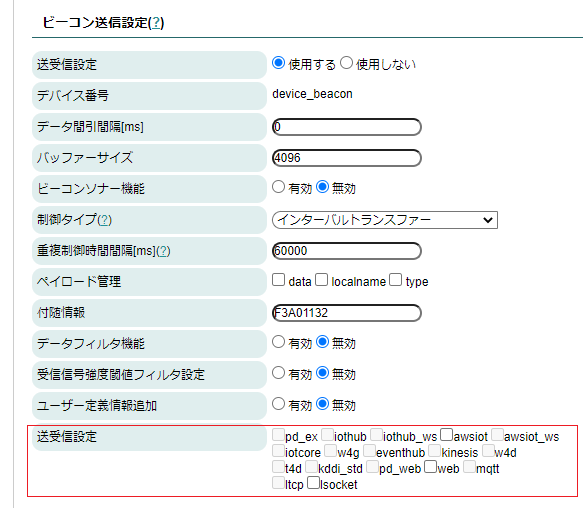 ビーコン送信設定(?)
送受信設定 使用する 使用しない
デバイス番号 device_beacon
データ間引間隔[ms] 0
バッファーサイズ 4096
ビーコンソナー機能 有効 無効
制御タイプ(?) インターバルトランスファー
重複制御時間間隔[ms](?) 60000
ペイロード管理 data localname type
付随情報 F3A01132
データフィルタ機能 有効 無効
受信信号強度閾値フィルタ設定 有効 無効
ユーザー定義情報追加 有効 無効
送受信設定 pd_ex iothub iothub_ws awsiot awsiot_ws
iotcore w4g eventhub kinesis w4d
t4d kddi_std pd_web web mqtt
ltcp lsocket